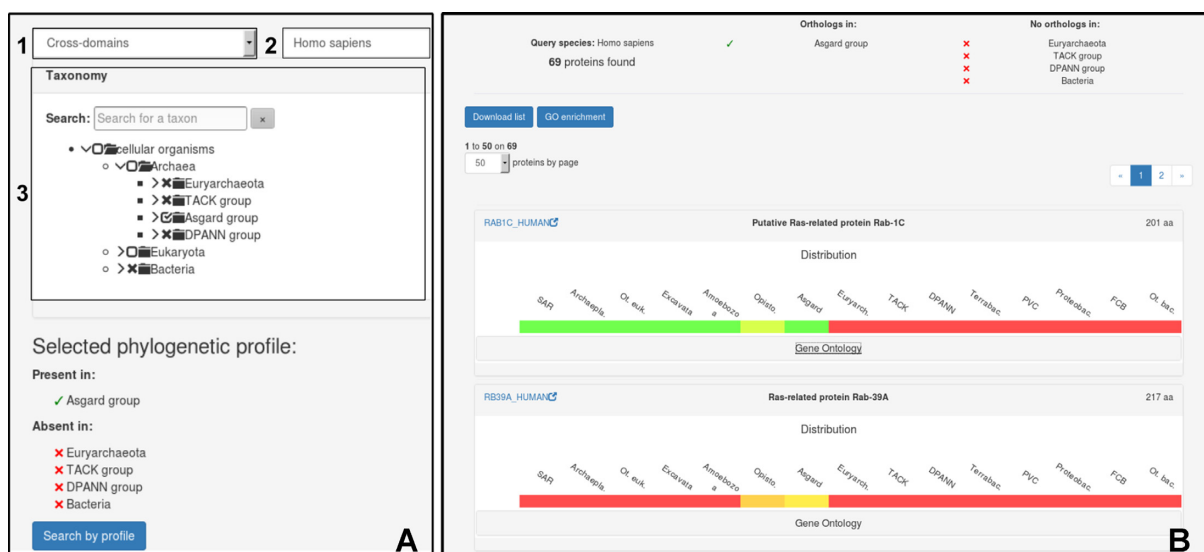 1 Cross-domains 2 Homo sapiens
Taxonomy
Search: Search for a taxon ×
cellular organisms
Archaea
3
Euryarchaeota
TACK group
Asgard group
DPANN group
Eukaryota
Bacteria
Selected phylogenetic profile:
Present in:
✓ Asgard group
Absent in:
× Euryarchaeota
× TACK group
× DPANN group
× Bacteria
Search by profile
A
Orthologs in: No orthologs in:
Query species: Homo sapiens ✓ Asgard group × Euryarchaeota
69 proteins found × TACK group
× DPANN group
× Bacteria
Download list GO enrichment
1 to 50 on 69
50 proteins by page
« 1 2 »
RAB1C_HUMAN Putative Ras-related protein Rab-1C 201 aa
Distribution
SAR Archaepla. Ot. euk. Excavata Amoebozoa Opisto. Asgard Euryarch. TACK DPANN Terrabac. PVC Proteobac. FCB Ot. bac.
Gene Ontology
RB39A_HUMAN Ras-related protein Rab-39A 217 aa
Distribution
SAR Archaepla. Ot. euk. Excavata Amoebozoa Opisto. Asgard Euryarch. TACK DPANN Terrabac. PVC Proteobac. FCB Ot. bac.
Gene Ontology
B